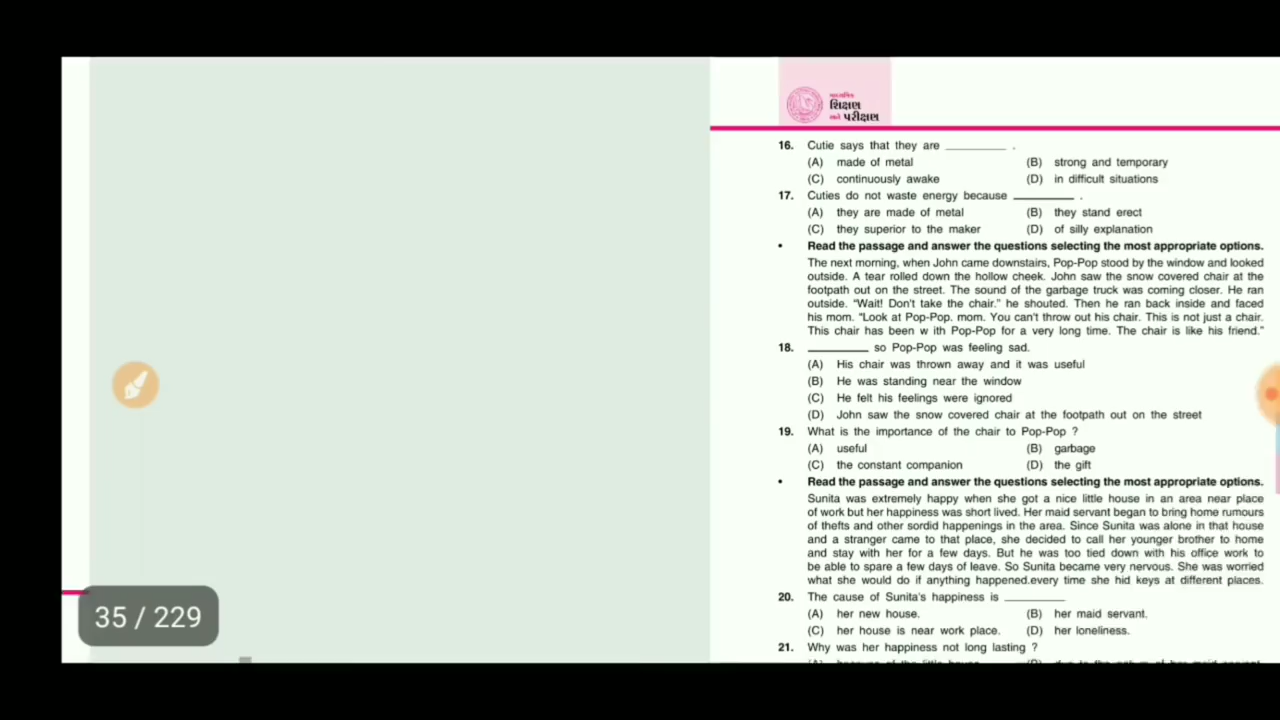 માધ્યમિક
શિક્ષણ
અને પરીક્ષણ
16. Cutie says that they are _________ .
(A) made of metal (B) strong and temporary
(C) continuously awake (D) in difficult situations
17. Cuties do not waste energy because _________ .
(A) they are made of metal (B) they stand erect
(C) they superior to the maker (D) of silly explanation
• Read the passage and answer the questions selecting the most appropriate options.
The next morning, when John came downstairs, Pop-Pop stood by the window and looked
outside. A tear rolled down the hollow cheek. John saw the snow covered chair at the
footpath out on the street. The sound of the garbage truck was coming closer. He ran
outside. “Wait! Don't take the chair.” he shouted. Then he ran back inside and faced
his mom. “Look at Pop-Pop. mom. You can't throw out his chair. This is not just a chair.
This chair has been w ith Pop-Pop for a very long time. The chair is like his friend.”
18. _________ so Pop-Pop was feeling sad.
(A) His chair was thrown away and it was useful
(B) He was standing near the window
(C) He felt his feelings were ignored
(D) John saw the snow covered chair at the footpath out on the street
19. What is the importance of the chair to Pop-Pop ?
(A) useful (B) garbage
(C) the constant companion (D) the gift
• Read the passage and answer the questions selecting the most appropriate options.
Sunita was extremely happy when she got a nice little house in an area near place
of work but her happiness was short lived. Her maid servant began to bring home rumours
of thefts and other sordid happenings in the area. Since Sunita was alone in that house
and a stranger came to that place, she decided to call her younger brother to home
and stay with her for a few days. But he was too tied down with his office work to
be able to spare a few days of leave. So Sunita became very nervous. She was worried
what she would do if anything happened.every time she hid keys at different places.
20. The cause of Sunita's happiness is _________
(A) her new house. (B) her maid servant.
(C) her house is near work place. (D) her loneliness.
21. Why was her happiness not long lasting ?
35 / 229